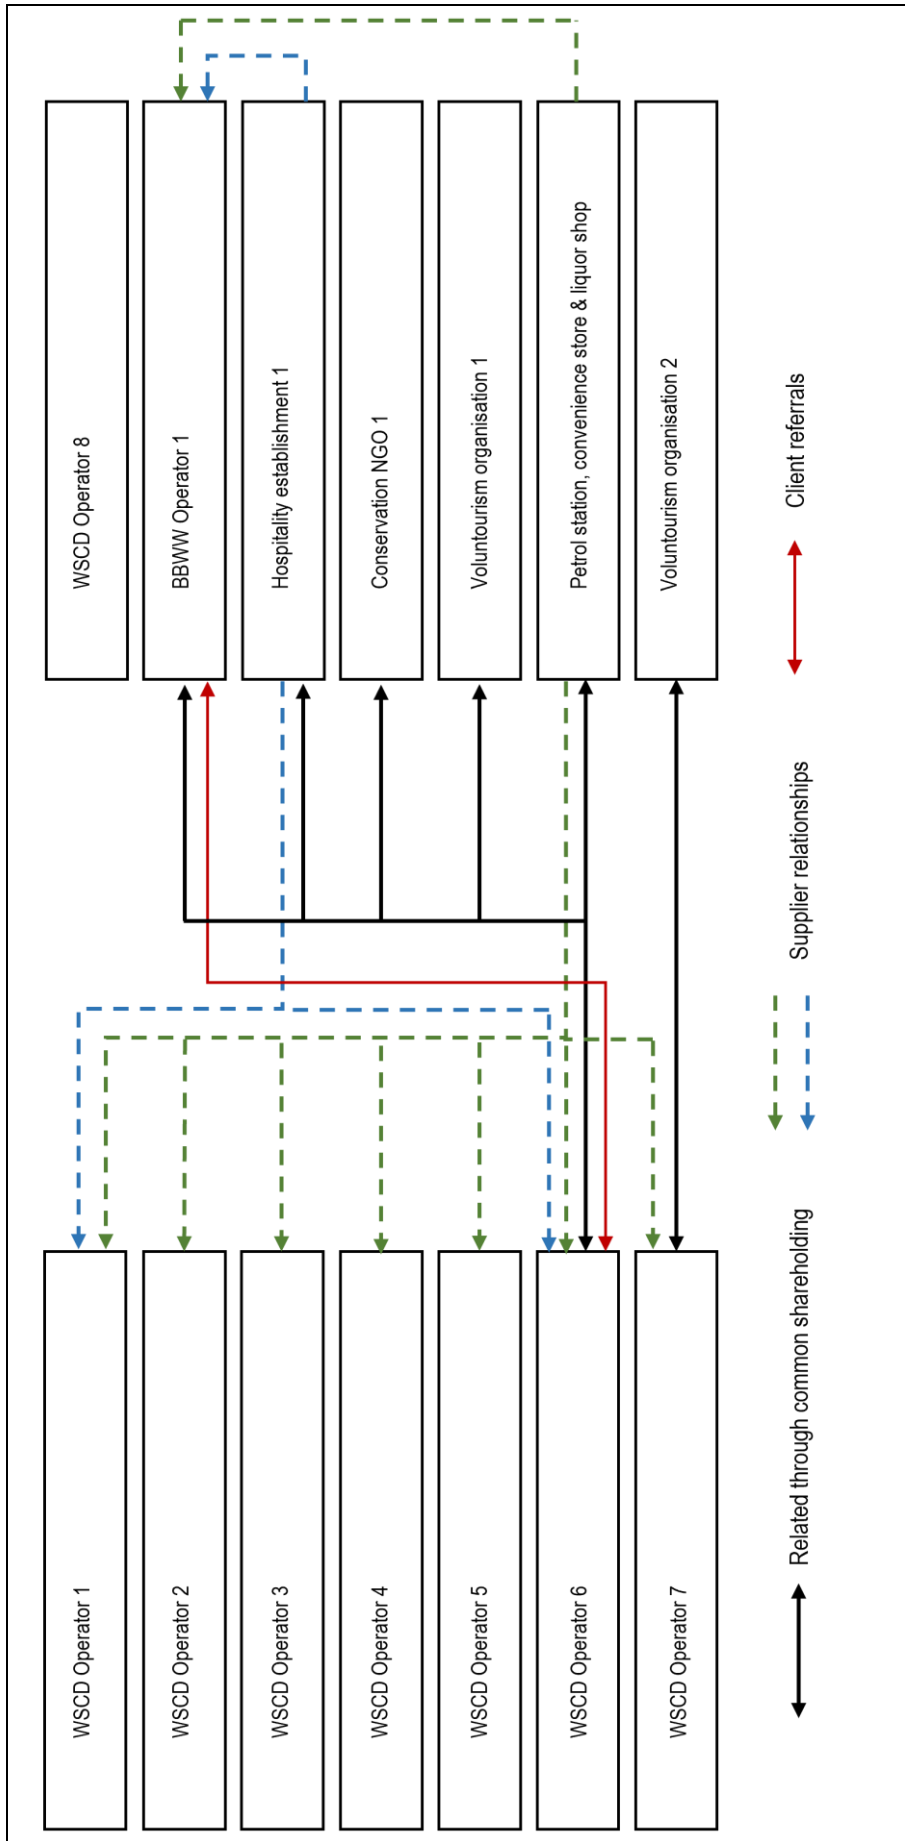 WSCD Operator 1
WSCD Operator 2
WSCD Operator 3
WSCD Operator 4
WSCD Operator 5
WSCD Operator 6
WSCD Operator 7
WSCD Operator 8
BBWW Operator 1
Hospitality establishment 1
Conservation NGO 1
Voluntourism organisation 1
Petrol station, convenience store & liquor shop
Voluntourism organisation 2
Related through common shareholding
Supplier relationships
Client referrals